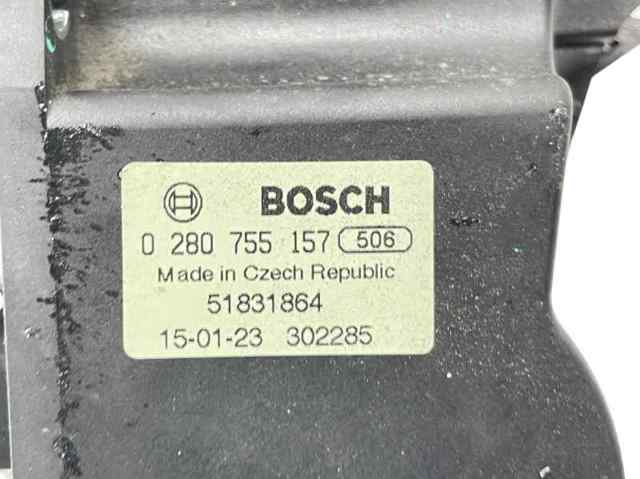 BOSCH
0 280 755 157 506
Made in Czech Republic
51831864
15-01-23 302285